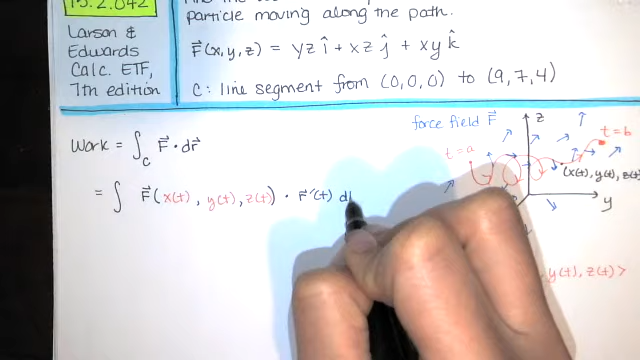 15.2.042
particle moving along the path.
Larson &
Edwards
Calc. ETF,
7th edition
F⃗(x,y,z) = yz î + xz ĵ + xy k̂
C: line segment from (0,0,0) to (9,7,4)
Work = ∫_C F⃗ · dr⃗
= ∫ F⃗(x(t), y(t), z(t)) · r⃗′(t) d
force field F⃗
z
t=a
t=b
(x(t), y(t), z(t)
y
y(t), z(t)>